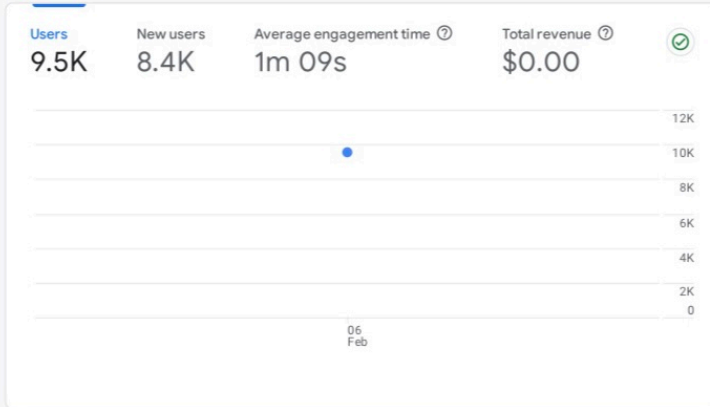 Users
9.5K
New users
8.4K
Average engagement time
1m 09s
Total revenue
$0.00
12K
10K
8K
6K
4K
2K
0
06
Feb